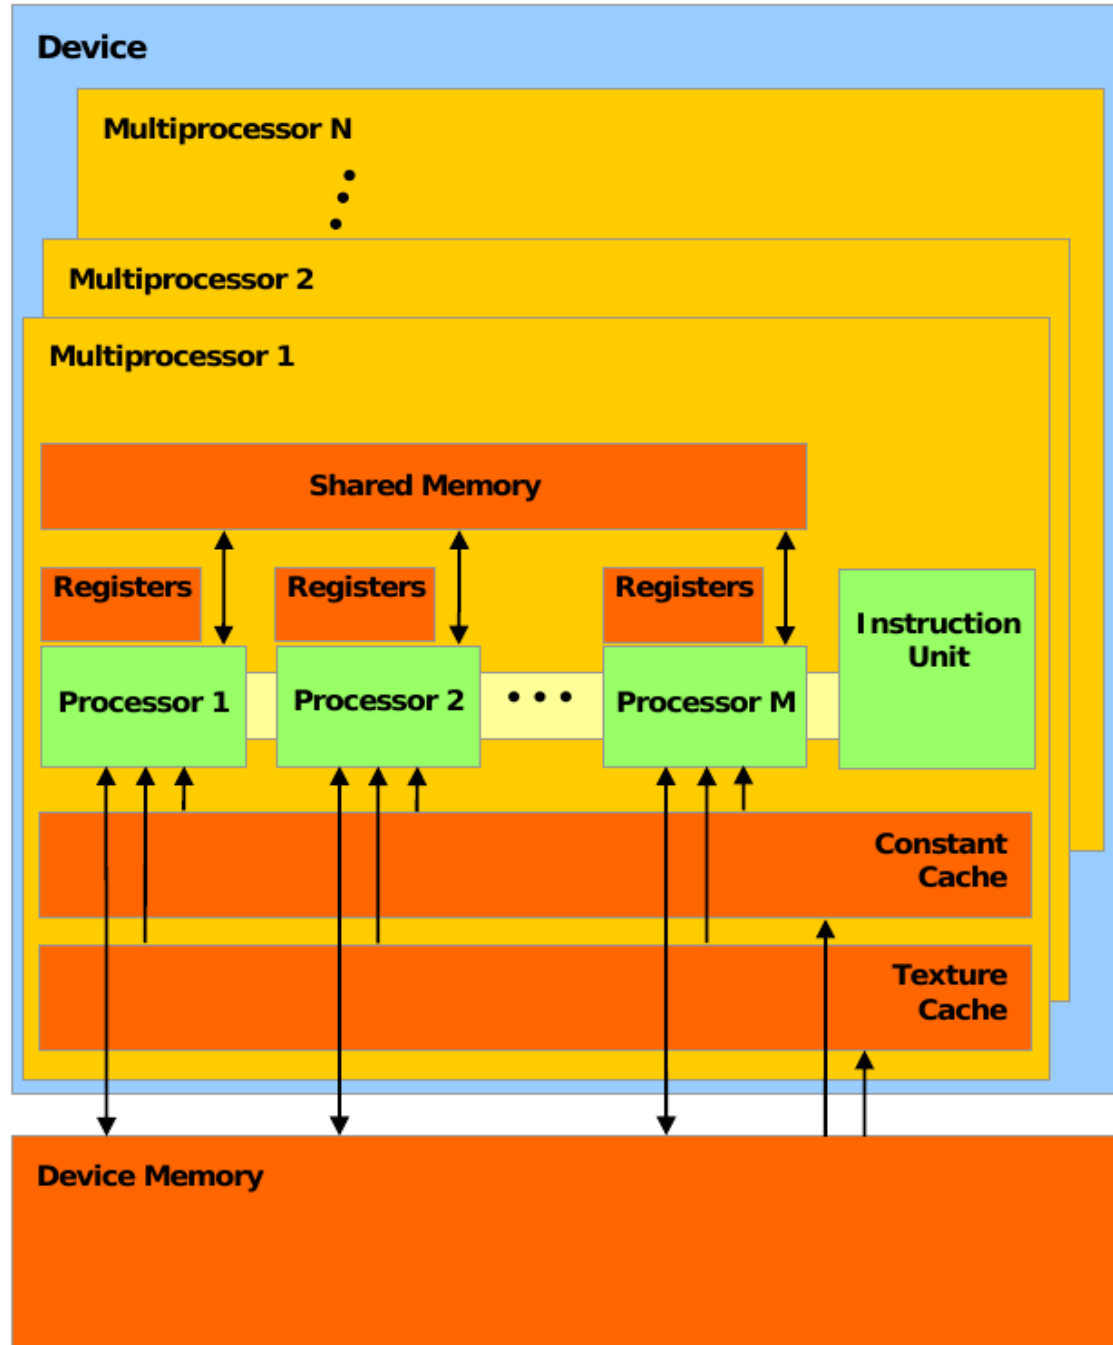 Device
Multiprocessor N
Multiprocessor 2
Multiprocessor 1
Shared Memory
Registers
Registers
Registers
Instruction
Unit
Processor 1
Processor 2
Processor M
Constant
Cache
Texture
Cache
Device Memory